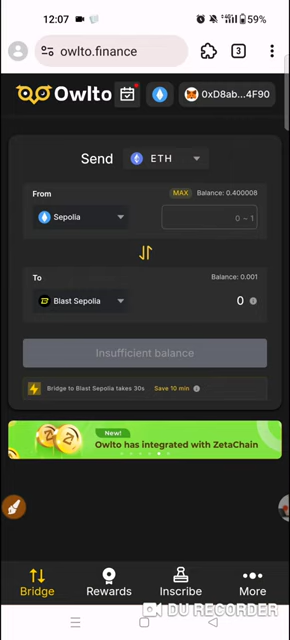 12:07
59%
owlto.finance
3
Owlto
0xD8ab...4F90
Send
ETH
From
MAX
Balance: 0.400008
Sepolia
0 ~ 1
To
Balance: 0.001
Blast Sepolia
0
Insufficient balance
Bridge to Blast Sepolia takes 30s
Save 10 min
New!
Owlto has integrated with ZetaChain
Bridge
Rewards
Inscribe
More
DU RECORDER